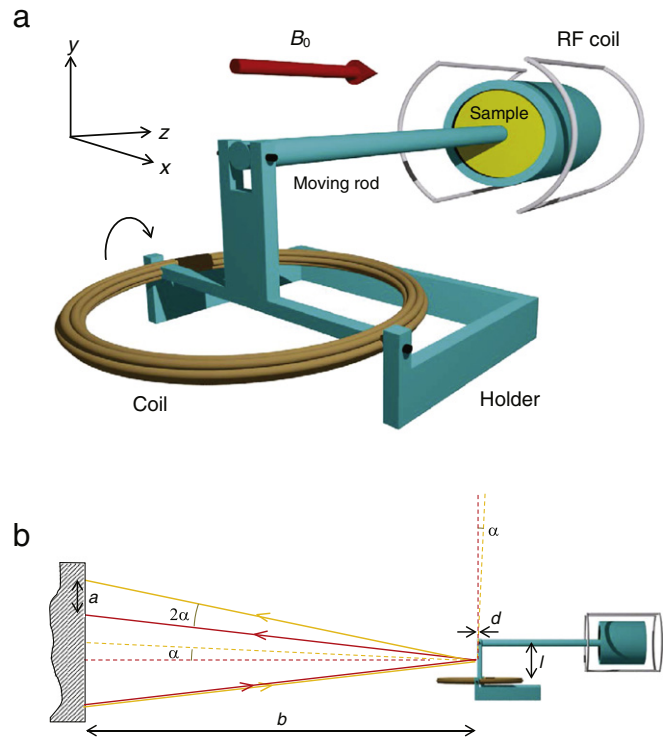 a
B₀
RF coil
y
z
x
Sample
Moving rod
Coil
Holder
b
α
a
2α
d
α
l
b